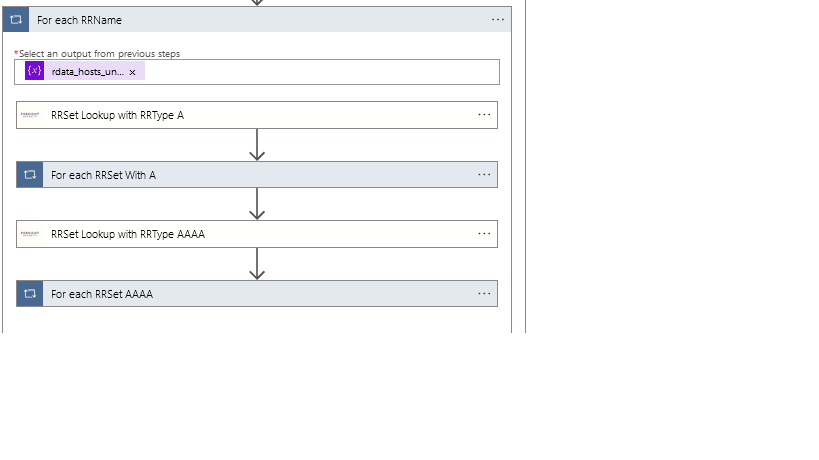 For each RRName
...
*Select an output from previous steps
{x} rdata_hosts_un... x
RRSet Lookup with RRType A
...
For each RRSet With A
...
RRSet Lookup with RRType AAAA
...
For each RRSet AAAA
...